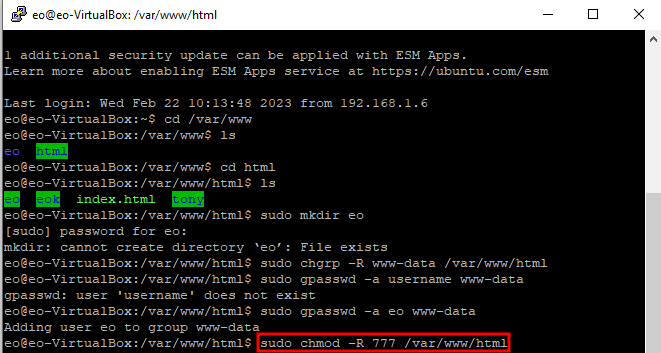 eo@eo-VirtualBox: /var/www/html
1 additional security update can be applied with ESM Apps.
Learn more about enabling ESM Apps service at https://ubuntu.com/esm
Last login: Wed Feb 22 10:13:48 2023 from 192.168.1.6
eo@eo-VirtualBox:~$ cd /var/www
eo@eo-VirtualBox:/var/www$ ls
eo html
eo@eo-VirtualBox:/var/www$ cd html
eo@eo-VirtualBox:/var/www/html$ ls
eo eok index.html tony
eo@eo-VirtualBox:/var/www/html$ sudo mkdir eo
[sudo] password for eo:
mkdir: cannot create directory ‘eo’: File exists
eo@eo-VirtualBox:/var/www/html$ sudo chgrp -R www-data /var/www/html
eo@eo-VirtualBox:/var/www/html$ sudo gpasswd -a username www-data
gpasswd: user 'username' does not exist
eo@eo-VirtualBox:/var/www/html$ sudo gpasswd -a eo www-data
Adding user eo to group www-data
eo@eo-VirtualBox:/var/www/html$ sudo chmod -R 777 /var/www/html